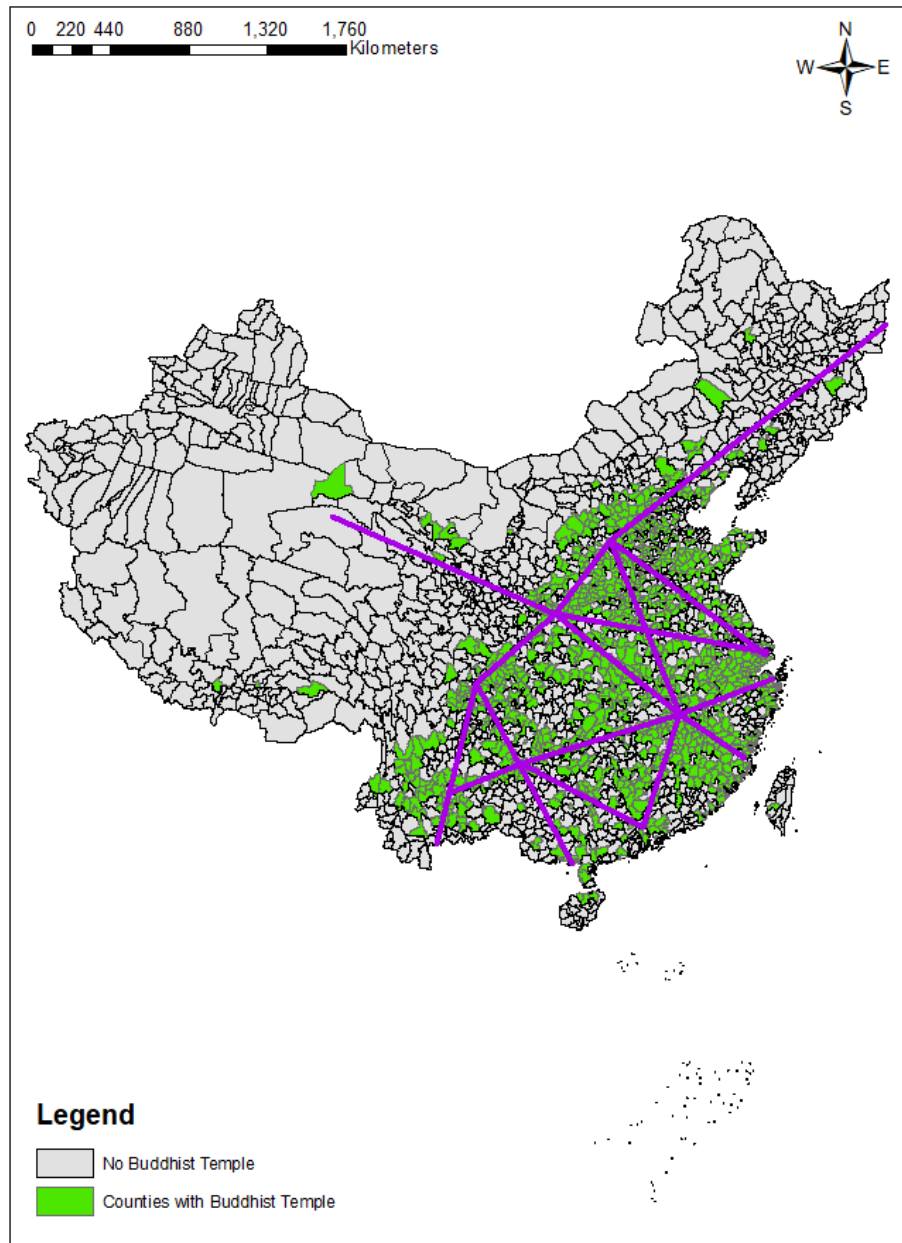 0 220 440 880 1,320 1,760
Kilometers
N
W E
S
Legend
No Buddhist Temple
Counties with Buddhist Temple